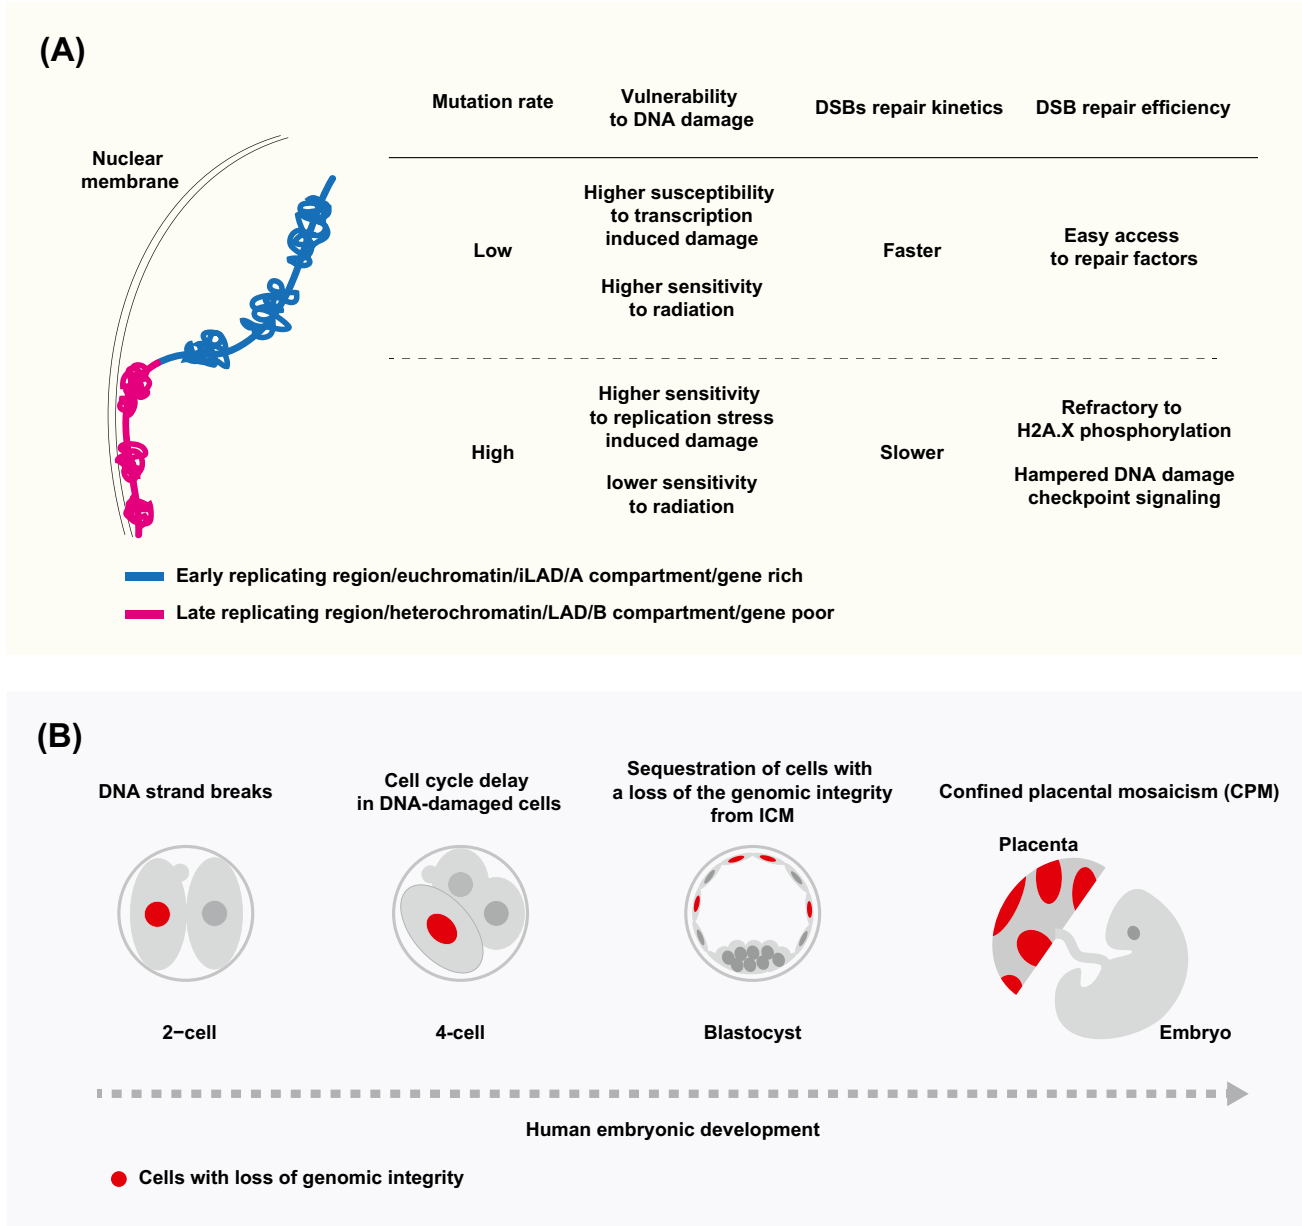 (A)
Nuclear
membrane
Mutation rate
Vulnerability
to DNA damage
DSBs repair kinetics
DSB repair efficiency
Low
Higher susceptibility
to transcription
induced damage
Higher sensitivity
to radiation
Faster
Easy access
to repair factors
High
Higher sensitivity
to replication stress
induced damage
lower sensitivity
to radiation
Slower
Refractory to
H2A.X phosphorylation
Hampered DNA damage
checkpoint signaling
Early replicating region/euchromatin/iLAD/A compartment/gene rich
Late replicating region/heterochromatin/LAD/B compartment/gene poor
(B)
DNA strand breaks
Cell cycle delay
in DNA-damaged cells
Sequestration of cells with
a loss of the genomic integrity
from ICM
Confined placental mosaicism (CPM)
Placenta
2−cell
4-cell
Blastocyst
Embryo
Human embryonic development
Cells with loss of genomic integrity